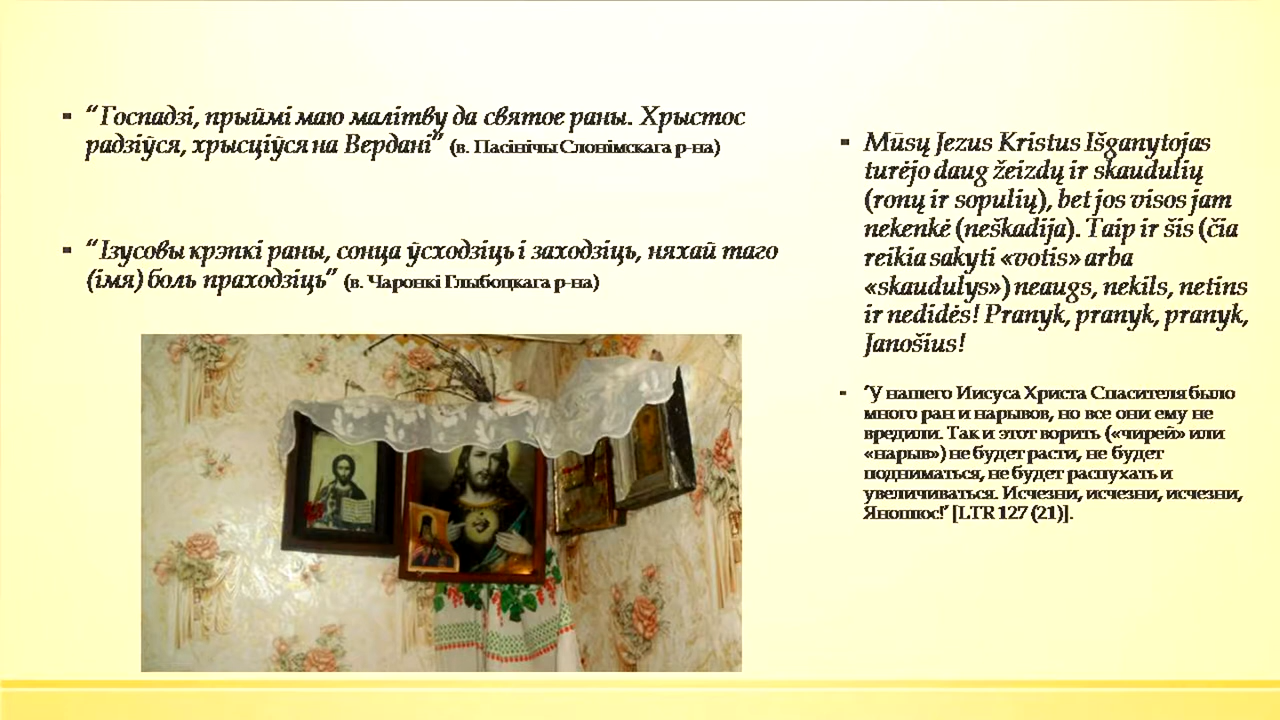 “Госпадзі, прыймі маю малітву да святое раны. Хрыстос
радзіўся, хрысціўся на Вердані” (в. Пасінічы Слонімскага р-на)
“Ізусовы крэпкі раны, сонца ўсходзіць і заходзіць, няхай таго
(імя) боль праходзіць” (в. Чаронкі Глыбоцкага р-на)
Mūsų Jezus Kristus Išganytojas
turėjo daug žeizdų ir skaudulių
(ronų ir sopulių), bet jos visos jam
nekenkė (neškadija). Taip ir šis (čia
reikia sakyti «votis» arba
«skaudulys») neaugs, nekils, netins
ir nedidės! Pranyk, pranyk, pranyk,
Janošius!
‘У нашего Иисуса Христа Спасителя было
много ран и нарывов, но все они ему не
вредили. Так и этот ворить («чирей» или
«нарыв») не будет расти, не будет
подниматься, не будет распухать и
увеличиваться. Исчезни, исчезни, исчезни,
Яношюс!’ [LTR 127 (21)].